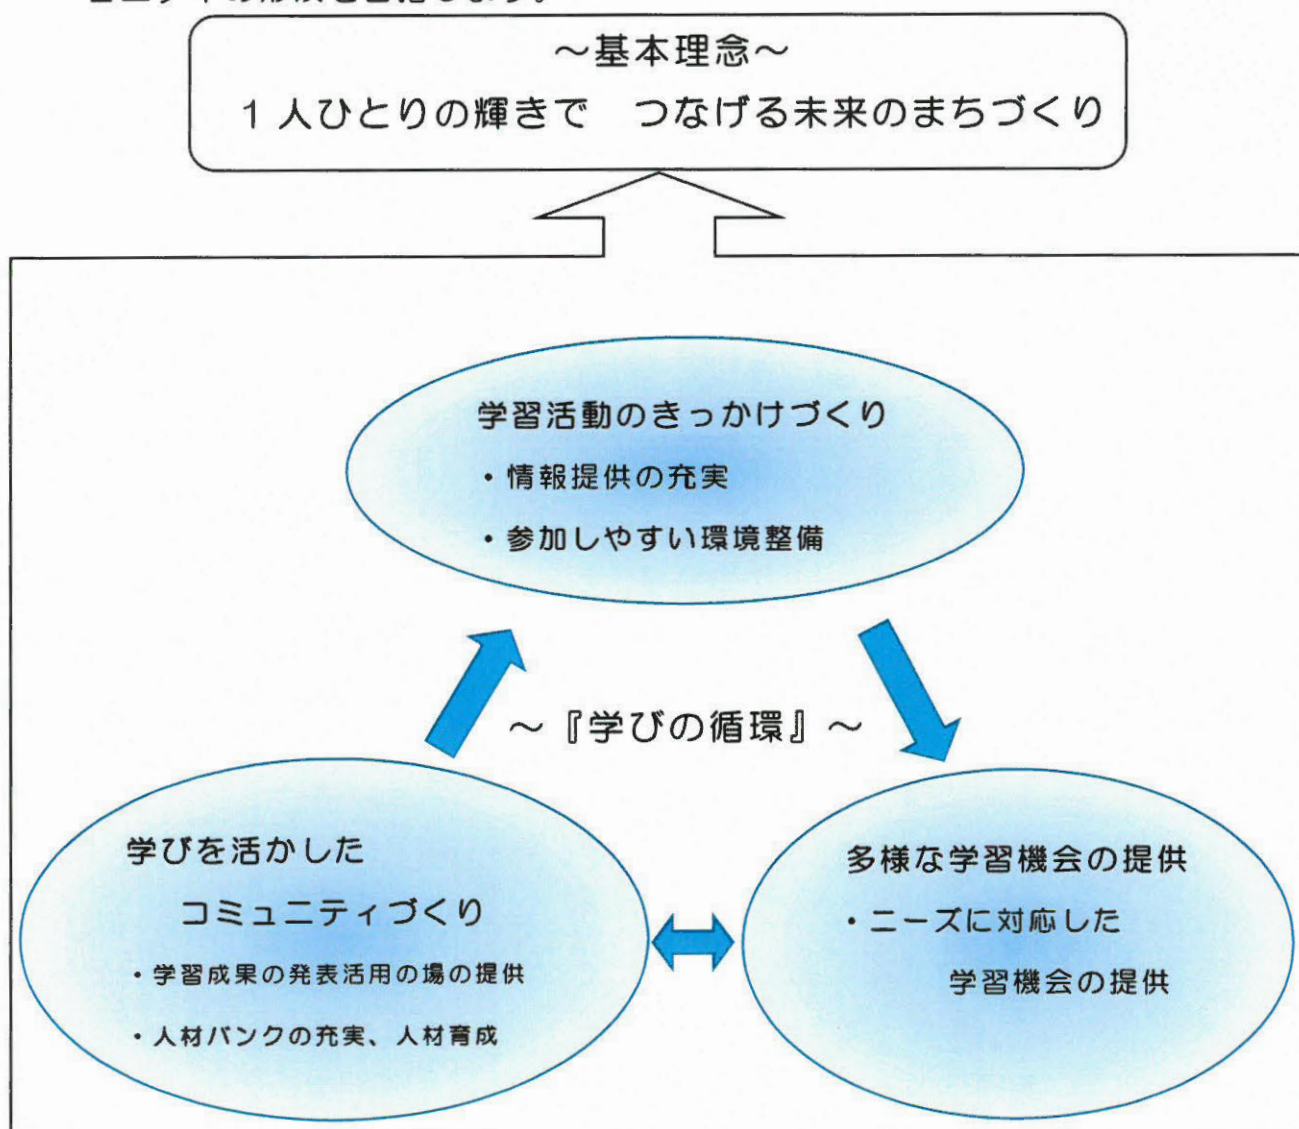 ～基本理念～
１人ひとりの輝きで　つなげる未来のまちづくり
学習活動のきっかけづくり
・情報提供の充実
・参加しやすい環境整備
～『学びの循環』～
学びを活かした
コミュニティづくり
・学習成果の発表活用の場の提供
・人材バンクの充実、人材育成
多様な学習機会の提供
・ニーズに対応した
学習機会の提供